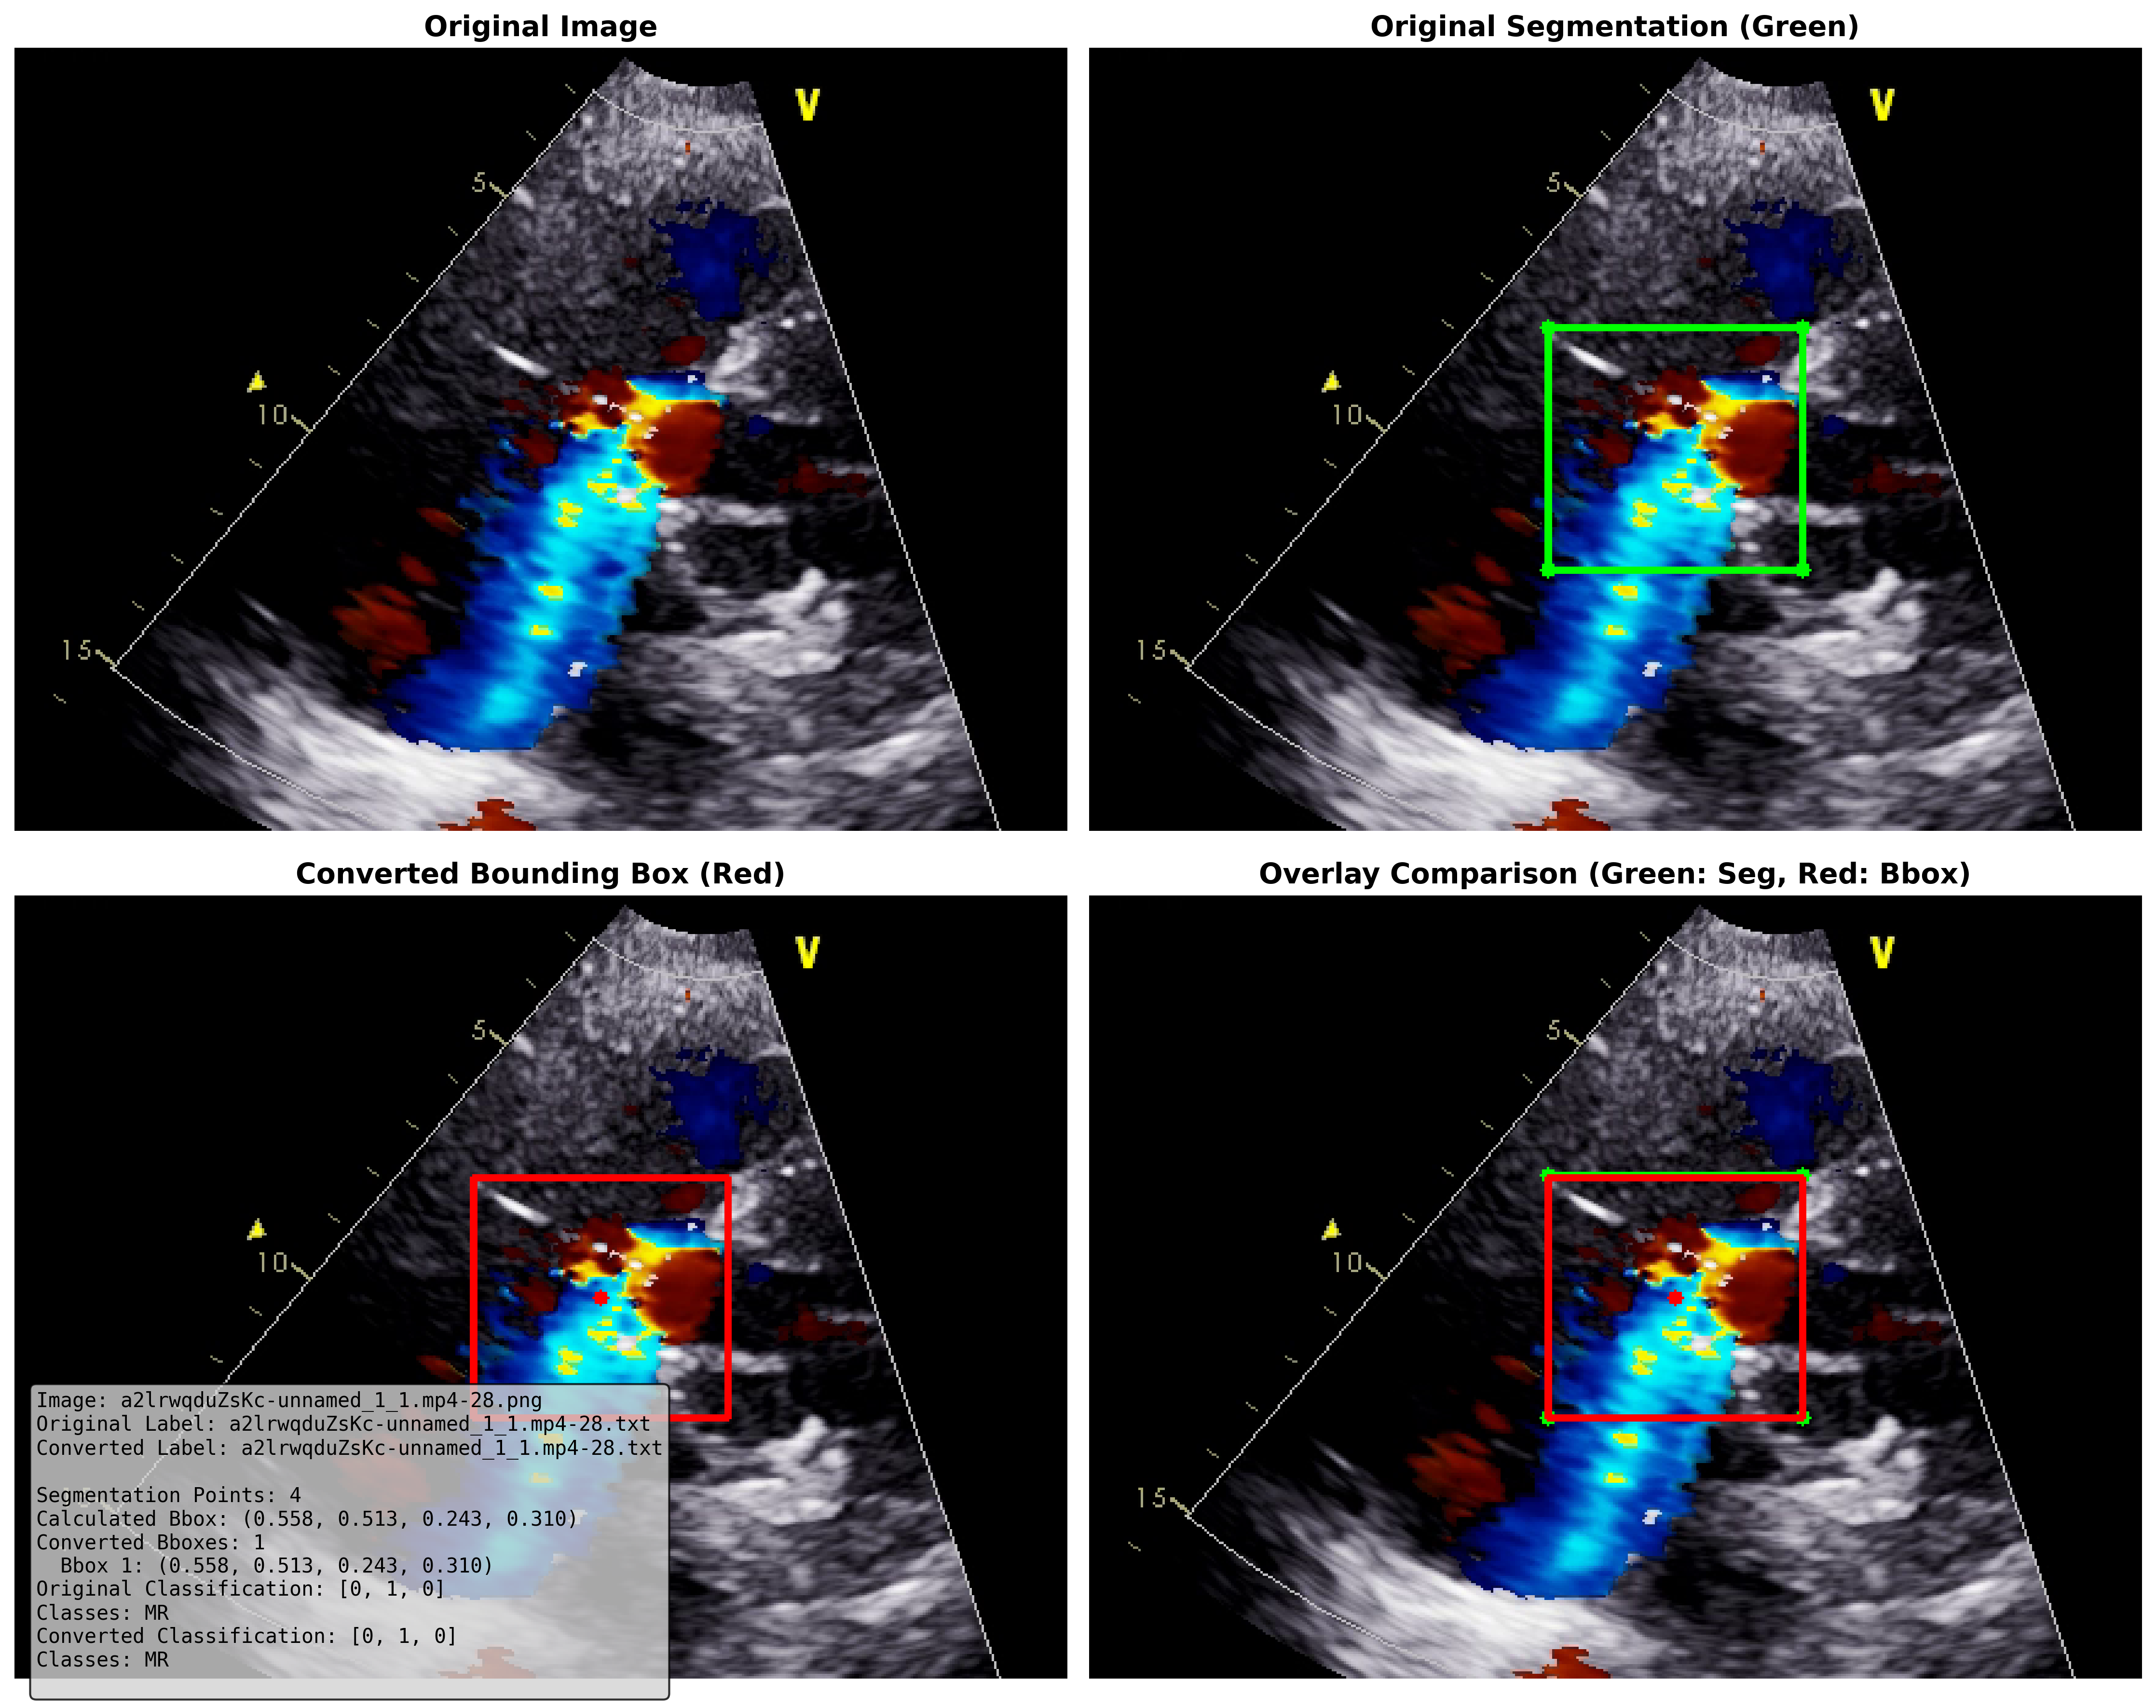 Original Image
Original Segmentation (Green)
V
5
10
15
V
5
10
15
Converted Bounding Box (Red)
Overlay Comparison (Green: Seg, Red: Bbox)
V
5
10
V
5
10
15
Image: a2lrwqduZsKc-unnamed_1_1.mp4-28.png
Original Label: a2lrwqduZsKc-unnamed_1_1.mp4-28.txt
Converted Label: a2lrwqduZsKc-unnamed_1_1.mp4-28.txt
Segmentation Points: 4
Calculated Bbox: (0.558, 0.513, 0.243, 0.310)
Converted Bboxes: 1
Bbox 1: (0.558, 0.513, 0.243, 0.310)
Original Classification: [0, 1, 0]
Classes: MR
Converted Classification: [0, 1, 0]
Classes: MR